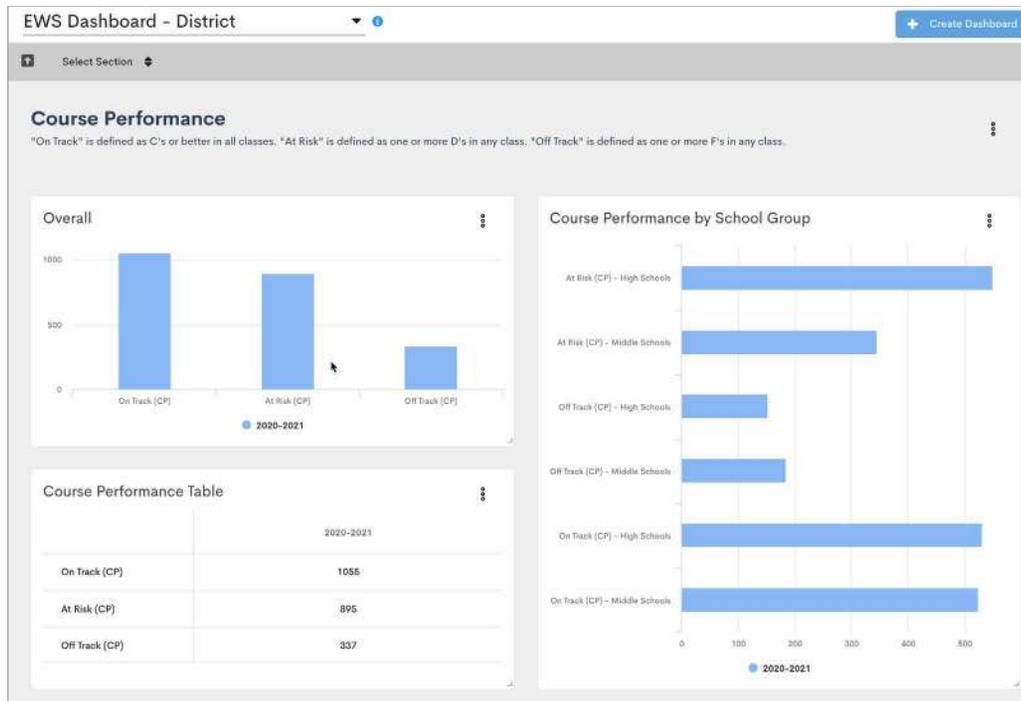 EWS Dashboard - District
Create Dashboard
Select Section
Course Performance
"On Track" is defined as C's or better in all classes. "At Risk" is defined as one or more D's in any class. "Off Track" is defined as one or more F's in any class.
Overall
1000
500
0
On Track (CP)
At Risk (CP)
Off Track (CP)
2020-2021
Course Performance Table
2020-2021
On Track (CP) 1055
At Risk (CP) 895
Off Track (CP) 337
Course Performance by School Group
At Risk (CP) - High Schools
At Risk (CP) - Middle Schools
Off Track (CP) - High Schools
Off Track (CP) - Middle Schools
On Track (CP) - High Schools
On Track (CP) - Middle Schools
0 100 200 300 400 500
2020-2021